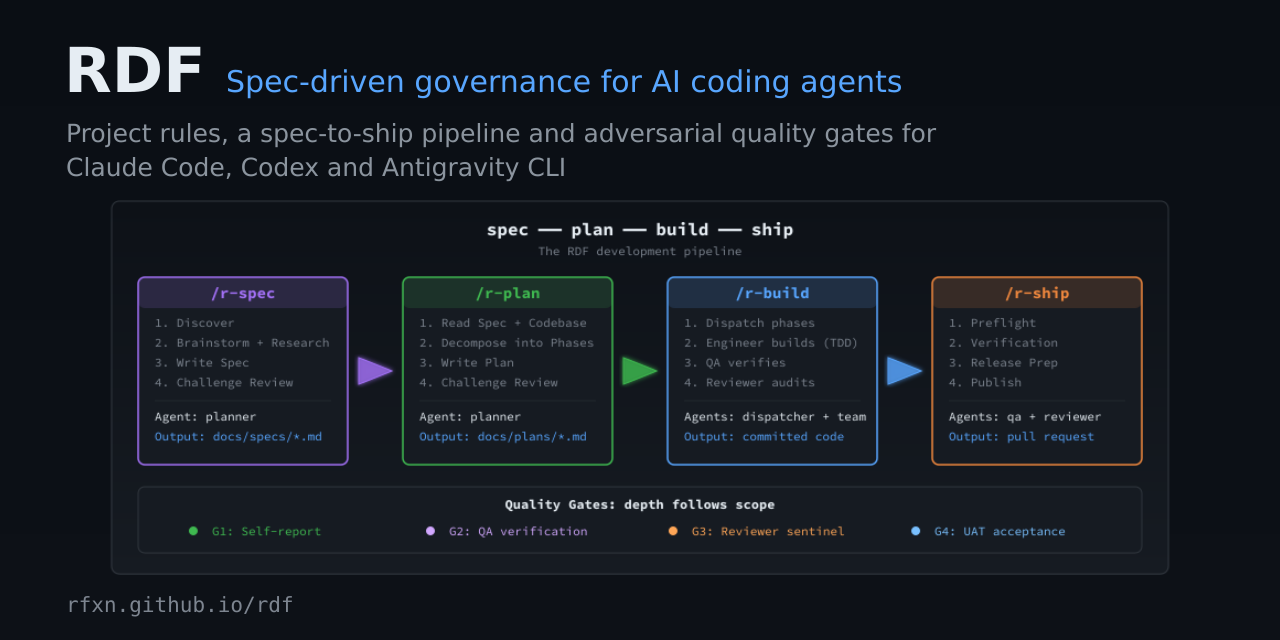 RDF Spec-driven governance for AI coding agents
Project rules, a spec-to-ship pipeline and adversarial quality gates for
Claude Code, Codex and Antigravity CLI
spec — plan — build — ship
The RDF development pipeline
/r-spec
1. Discover
2. Brainstorm + Research
3. Write Spec
4. Challenge Review
Agent: planner
Output: docs/specs/*.md
/r-plan
1. Read Spec + Codebase
2. Decompose into Phases
3. Write Plan
4. Challenge Review
Agent: planner
Output: docs/plans/*.md
/r-build
1. Dispatch phases
2. Engineer builds (TDD)
3. QA verifies
4. Reviewer audits
Agents: dispatcher + team
Output: committed code
/r-ship
1. Preflight
2. Verification
3. Release Prep
4. Publish
Agents: qa + reviewer
Output: pull request
Quality Gates: depth follows scope
G1: Self-report
G2: QA verification
G3: Reviewer sentinel
G4: UAT acceptance
rfxn.github.io/rdf